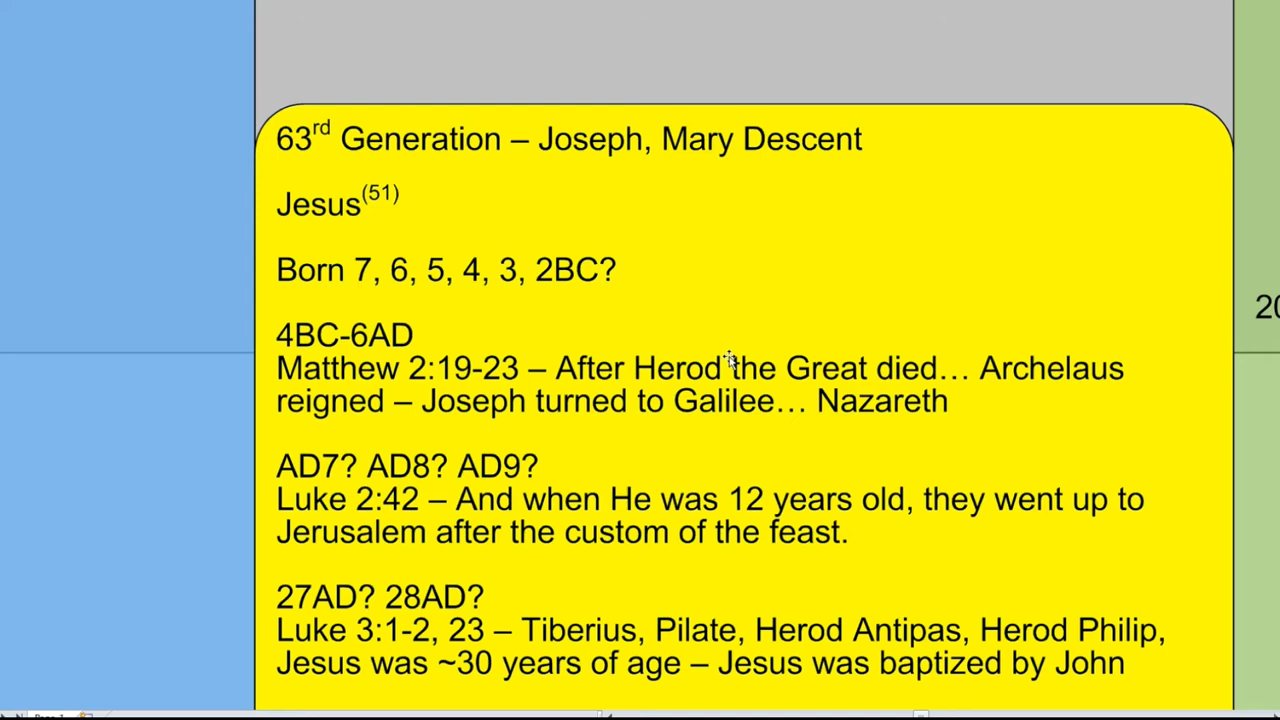 63rd Generation – Joseph, Mary Descent
Jesus(51)
Born 7, 6, 5, 4, 3, 2BC?
4BC-6AD
Matthew 2:19-23 – After Herod the Great died… Archelaus
reigned – Joseph turned to Galilee… Nazareth
AD7? AD8? AD9?
Luke 2:42 – And when He was 12 years old, they went up to
Jerusalem after the custom of the feast.
27AD? 28AD?
Luke 3:1-2, 23 – Tiberius, Pilate, Herod Antipas, Herod Philip,
Jesus was ~30 years of age – Jesus was baptized by John